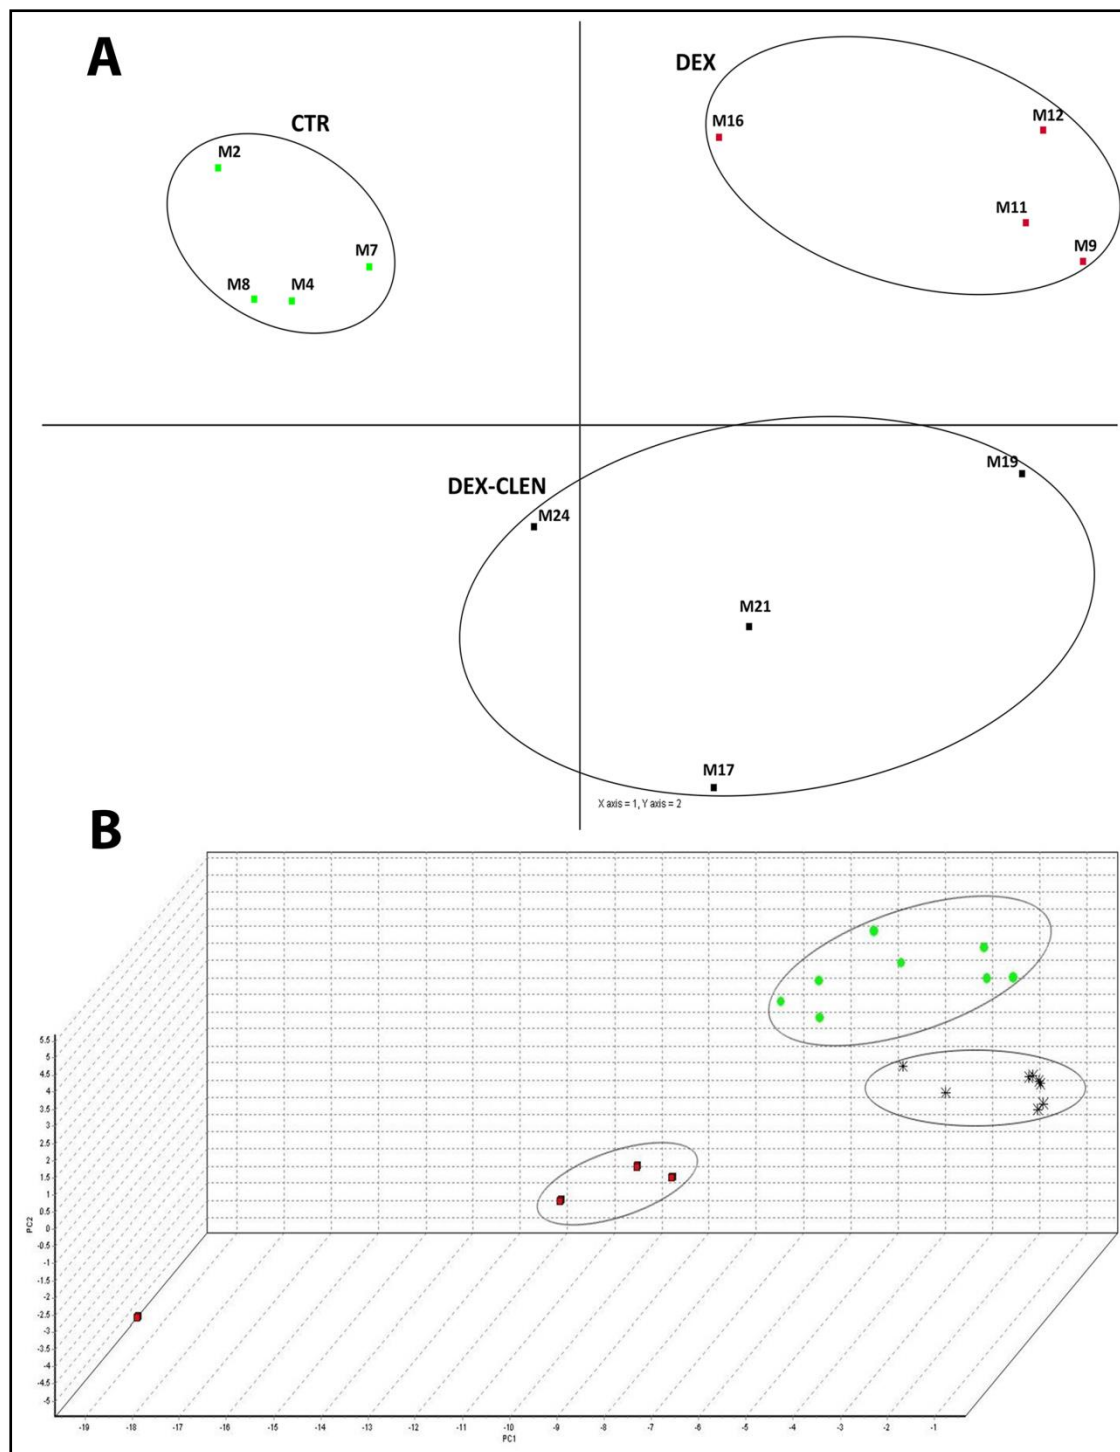 A
DEX
CTR
M16
M12
M2
M11
M7
M9
M8
M4
M19
DEX-CLEN
M24
M21
M17
X axis = 1, Y axis = 2
B
5.5
5
4.5
4
3.5
3
2.5
2
1.5
1
0.5
0
-0.5
-1
-1.5
-2
-2.5
-3
-3.5
-4
-4.5
-5
PC2
-19 -18 -17 -16 -15 -14 -13 -12 -11 -10 -9 -8 -7 -6 -5 -4 -3 -2 -1
PC1